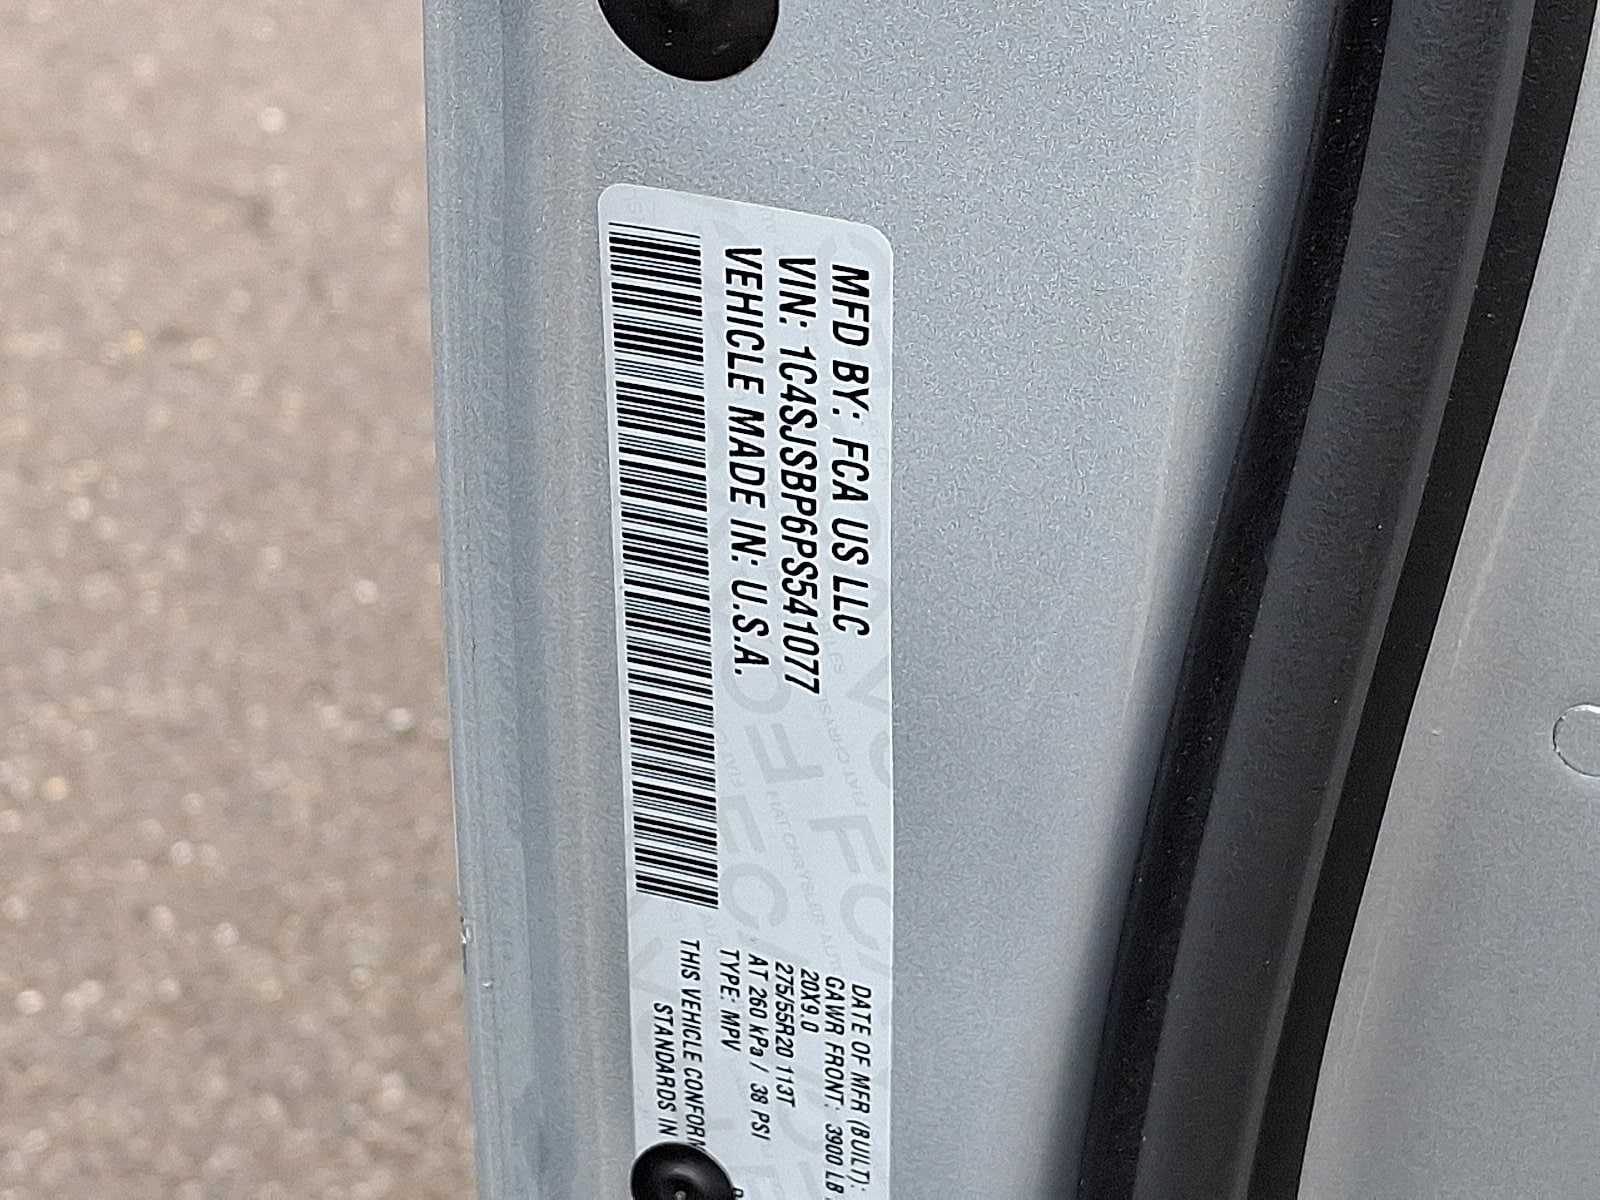 MFD BY: FCA US LLC
VIN: 1C4SJSBP6PS541077
VEHICLE MADE IN: U.S.A.
DATE OF MFR (BUILT):
GAWR FRONT: 3900 LB
20X9.0
275/55R20 113T
AT 260 kPa / 38 PSI
TYPE: MPV
THIS VEHICLE CONFORM
STANDARDS IN